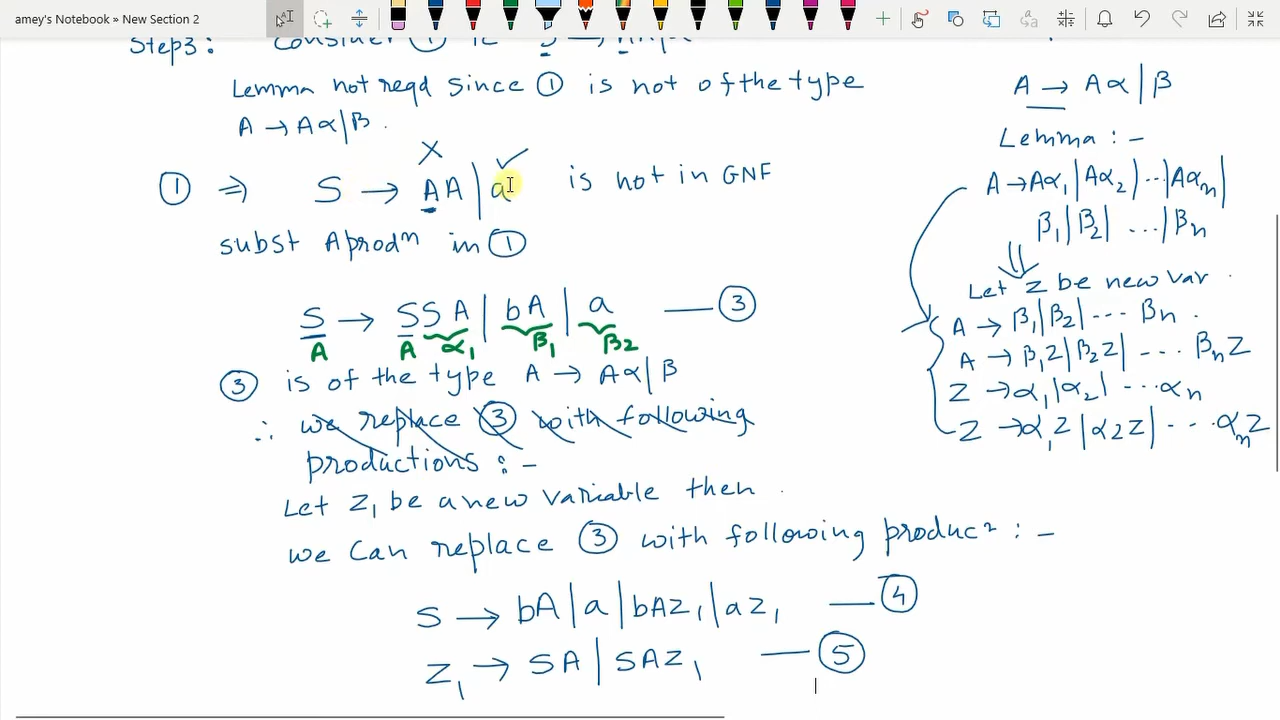 amey's Notebook » New Section 2
Step3: Consider ① ie
Lemma not reqd since ① is not of the type
A → Aα|β.
X ✓
① ⇒ S → AA | a is not in GNF
subst A prodⁿ in ①
S → SSA | bA | a — ③
A A α₁ β₁ β₂
③ is of the type A → Aα|β
∴ we replace ③ with following
productions :-
Let Z₁ be a new variable then
we can replace ③ with following produc² :-
S → bA|a|bAZ₁|aZ₁ — ④
Z₁ → SA|SAZ₁ — ⑤
A → Aα|β
Lemma :-
A → Aα₁|Aα₂|...|Aαₙ|
β₁|β₂| ...|βₙ
⇓
Let Z be new var.
A → β₁|β₂|... βₙ.
A → β₁Z|β₂Z| ... βₙZ
Z → α₁|α₂| ...αₙ
Z → α₁Z|α₂Z| ... αₙZ